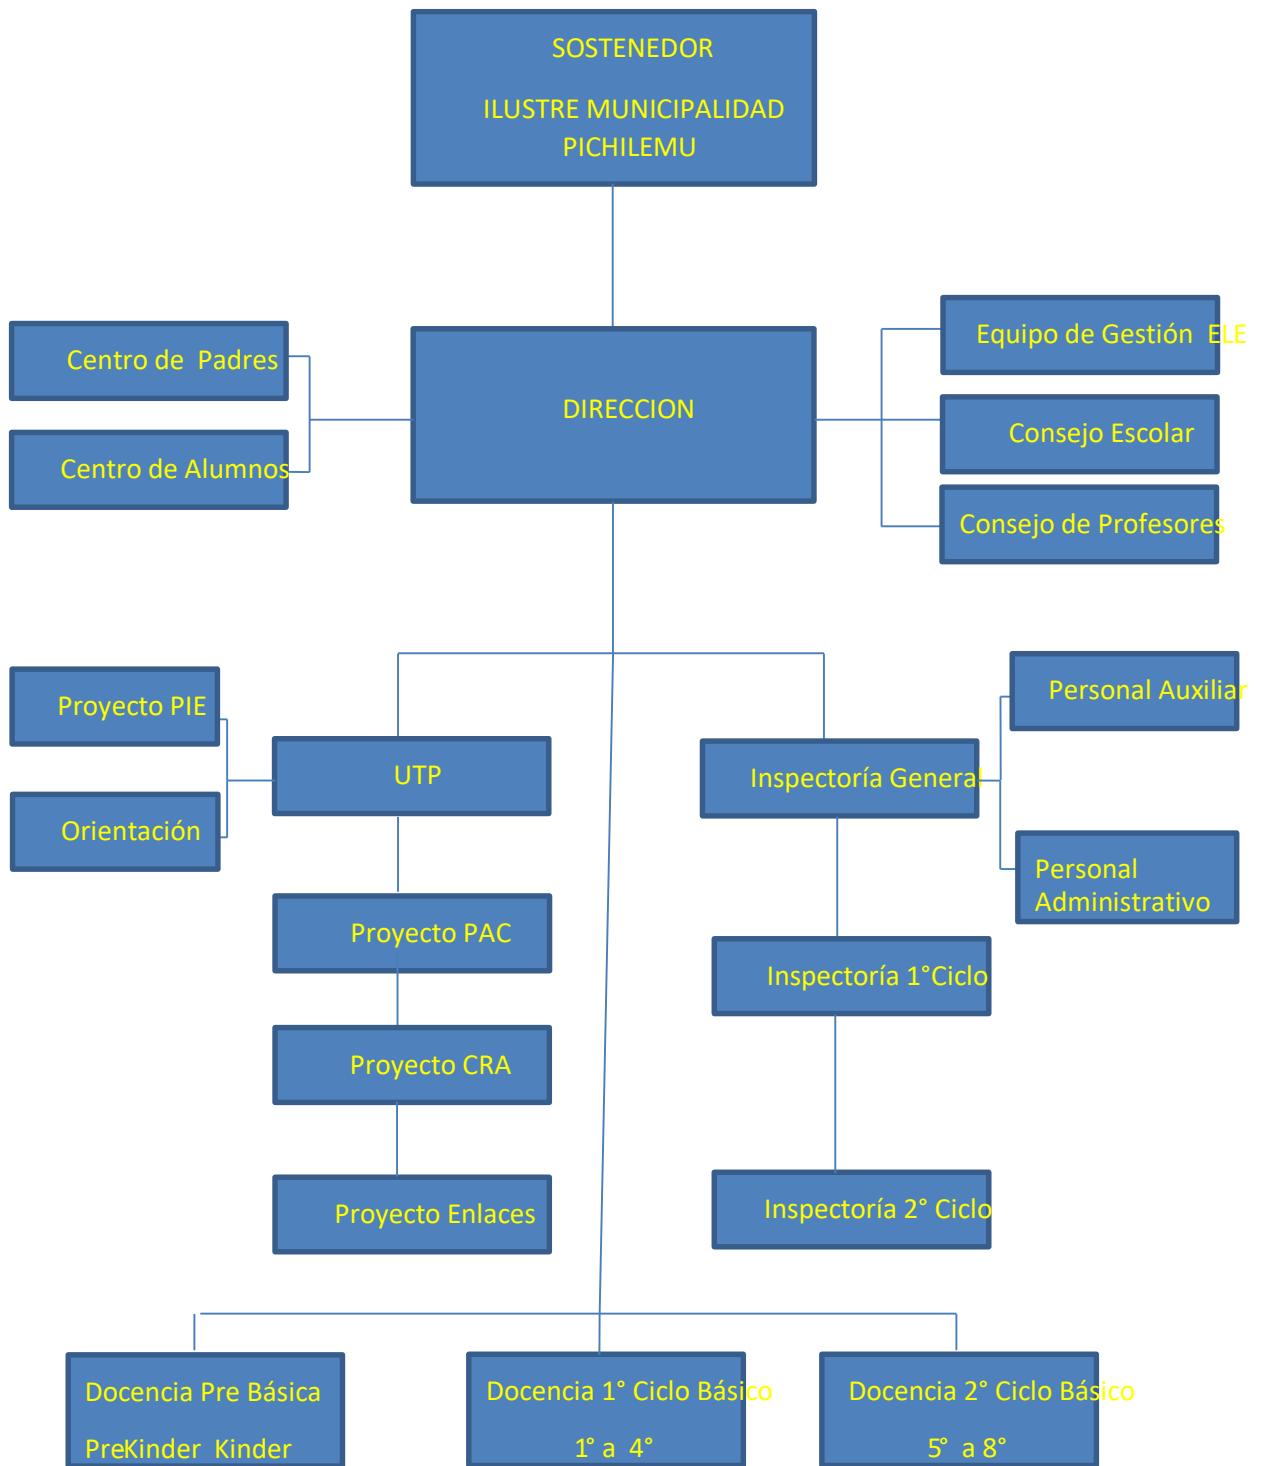 SOSTENEDOR
ILUSTRE MUNICIPALIDAD
PICHILEMU
Centro de Padres
Centro de Alumnos
DIRECCION
Equipo de Gestión ELE
Consejo Escolar
Consejo de Profesores
Proyecto PIE
Orientación
UTP
Inspectoría General
Personal Auxiliar
Personal
Administrativo
Proyecto PAC
Proyecto CRA
Proyecto Enlaces
Inspectoría 1°Ciclo
Inspectoría 2° Ciclo
Docencia Pre Básica
PreKinder Kinder
Docencia 1° Ciclo Básico
1° a 4°
Docencia 2° Ciclo Básico
5° a 8°